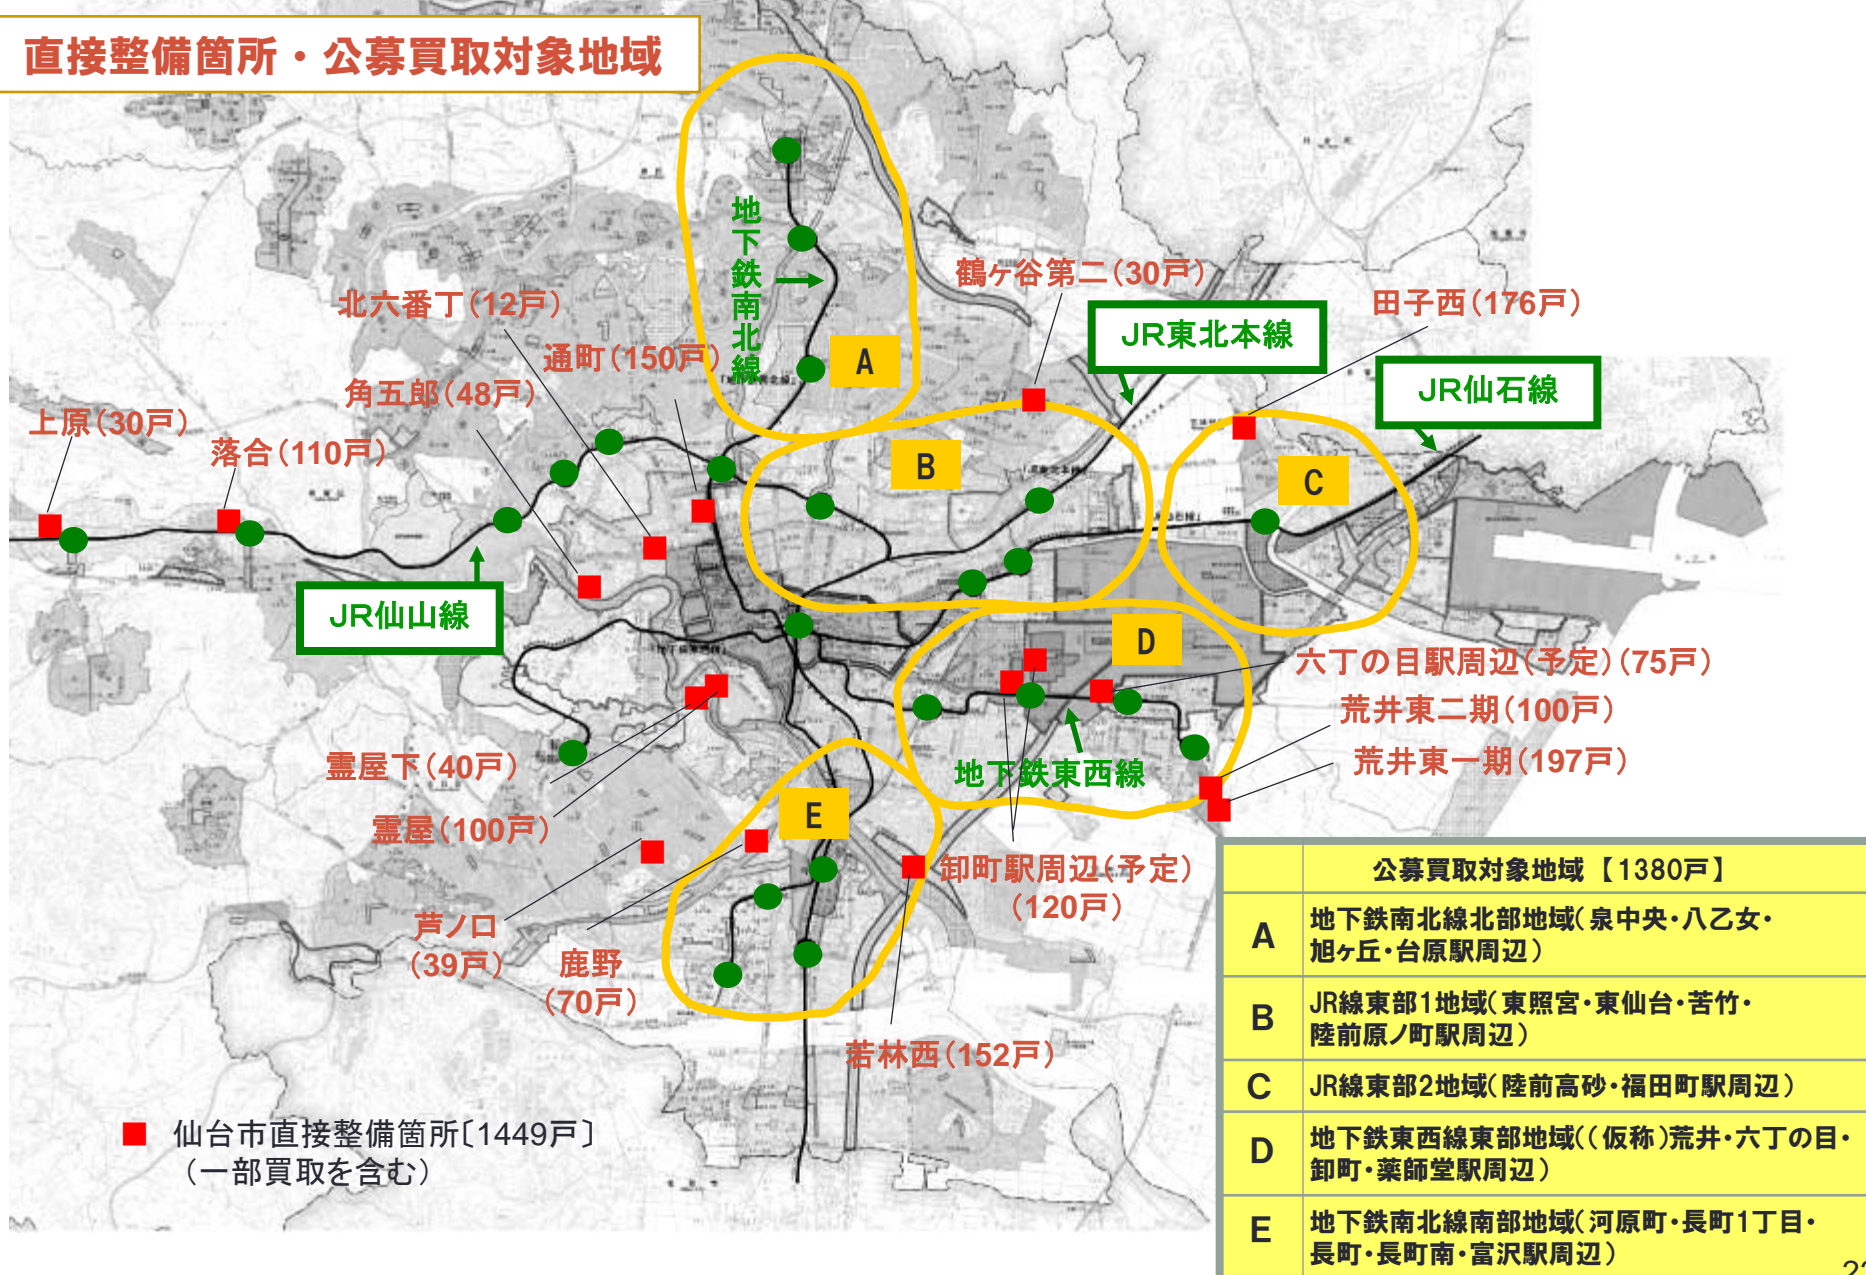 直接整備箇所・公募買取対象地域
地下鉄南北線
鶴ヶ谷第二(30戸)
北六番丁(12戸)
JR東北本線
田子西(176戸)
通町(150戸)
A
角五郎(48戸)
JR仙石線
上原(30戸)
落合(110戸)
B
C
JR仙山線
D
六丁の目駅周辺(予定)(75戸)
荒井東二期(100戸)
霊屋下(40戸)
地下鉄東西線
荒井東一期(197戸)
霊屋(100戸)
E
卸町駅周辺(予定)
(120戸)
芦ノ口
(39戸)
鹿野
(70戸)
若林西(152戸)
仙台市直接整備箇所〔1449戸〕
(一部買取を含む)
公募買取対象地域【1380戸】
A 地下鉄南北線北部地域(泉中央・八乙女・
旭ヶ丘・台原駅周辺)
B JR線東部1地域(東照宮・東仙台・苦竹・
陸前原ノ町駅周辺)
C JR線東部2地域(陸前高砂・福田町駅周辺)
D 地下鉄東西線東部地域((仮称)荒井・六丁の目・
卸町・薬師堂駅周辺)
E 地下鉄南北線南部地域(河原町・長町1丁目・
長町・長町南・富沢駅周辺)